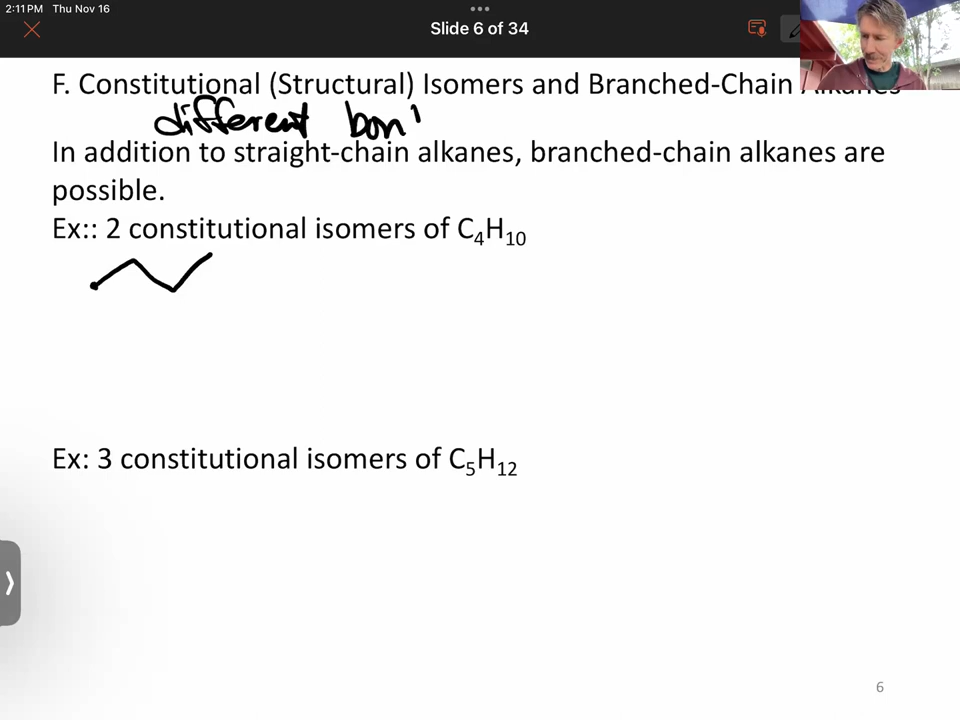 2:11 PM Thu Nov 16
Slide 6 of 34
F. Constitutional (Structural) Isomers and Branched-Chain Alkanes
different
In addition to straight-chain alkanes, branched-chain alkanes are
possible.
Ex:: 2 constitutional isomers of C₄H₁₀
Ex: 3 constitutional isomers of C₅H₁₂
6